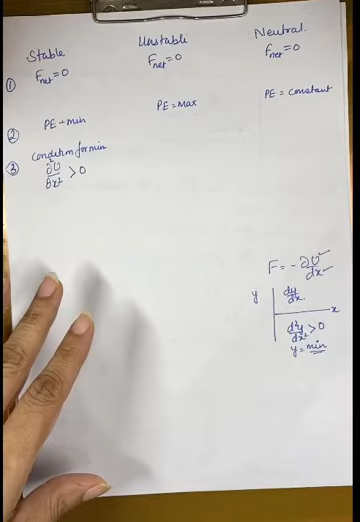 Stable
Unstable
Neutral.
① Fnet = 0
Fnet = 0
Fnet = 0
② PE → min
PE = Max
PE = Constant
③ Condition for min
∂²U/∂x² > 0
F = - ∂U/dx
y
dy/dx.
x
d²y/dx² > 0
y = min